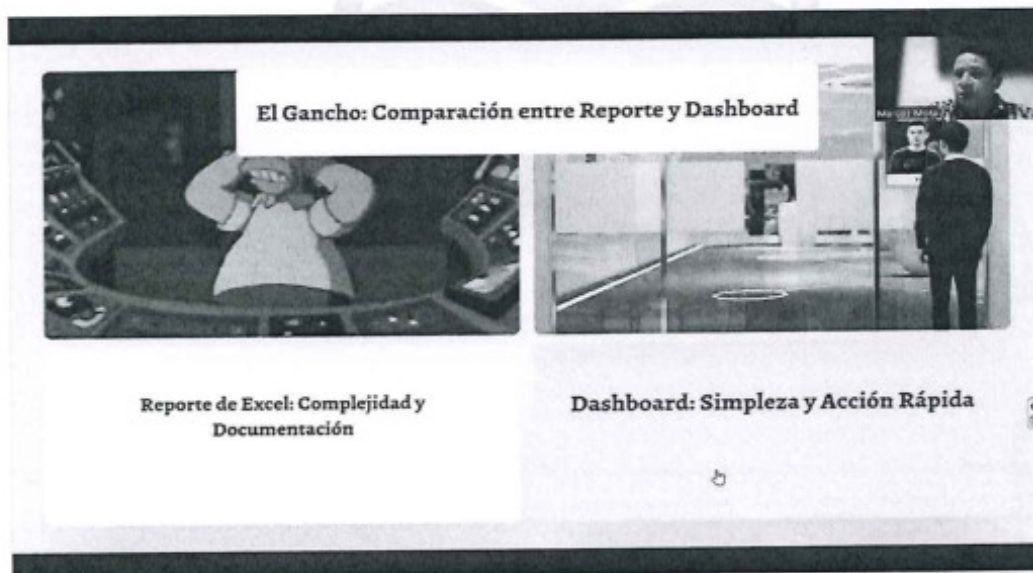 El Gancho: Comparación entre Reporte y Dashboard
Reporte de Excel: Complejidad y
Documentación
Dashboard: Simpleza y Acción Rápida